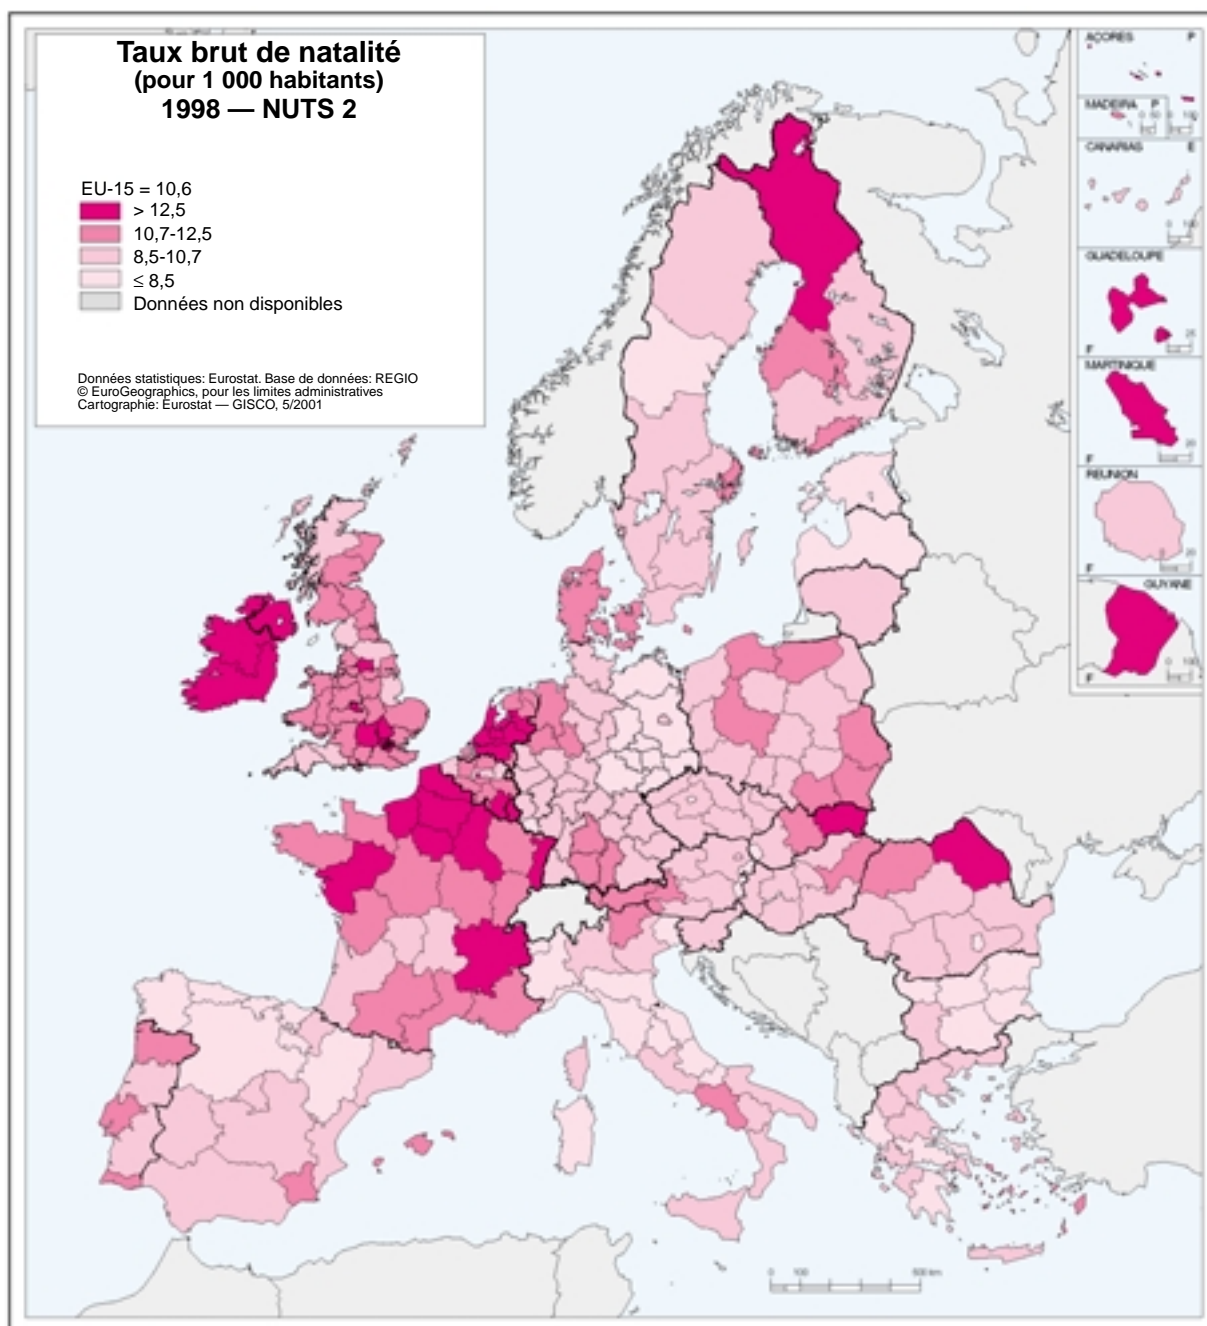 Taux brut de natalité
(pour 1 000 habitants)
1998 — NUTS 2
EU-15 = 10,6
> 12,5
10,7-12,5
8,5-10,7
≤ 8,5
Données non disponibles
Données statistiques: Eurostat. Base de données: REGIO
© EuroGeographics, pour les limites administratives
Cartographie: Eurostat — GISCO, 5/2001
AÇORES P
MADEIRA P
CANARIAS E
GUADELOUPE
F
MARTINIQUE
F
REUNION
F
GUYANE
F
0 100 500 km